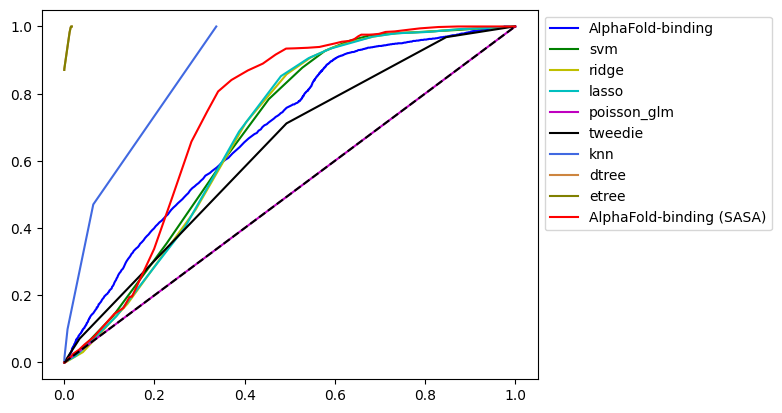 1.0
0.8
0.6
0.4
0.2
0.0
0.0 0.2 0.4 0.6 0.8 1.0
AlphaFold-binding
svm
ridge
lasso
poisson_glm
tweedie
knn
dtree
etree
AlphaFold-binding (SASA)